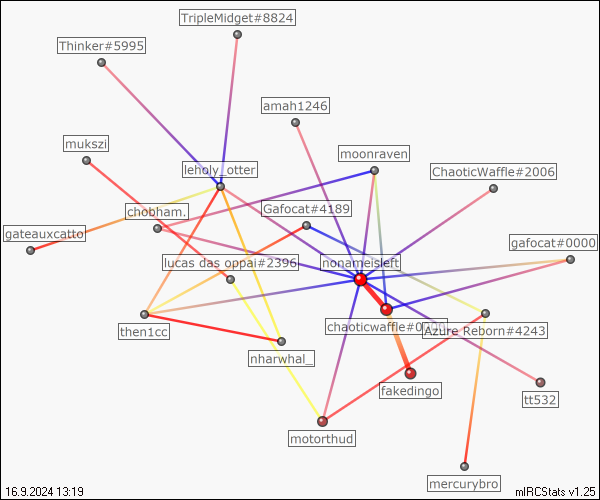 TripleMidget#8824
Thinker#5995
amah1246
mukszi
moonraven
leholy_otter
ChaoticWaffle#2006
chobham.
Gafocat#4189
gateauxcatto
gafocat#0000
lucas das oppai#2396
nonameisleft
then1cc
chaoticwaffle#0
Azure Reborn#4243
nharwhal_
fakedingo
tt532
motorthud
mercurybro
16.9.2024 13:19
mIRCStats v1.25